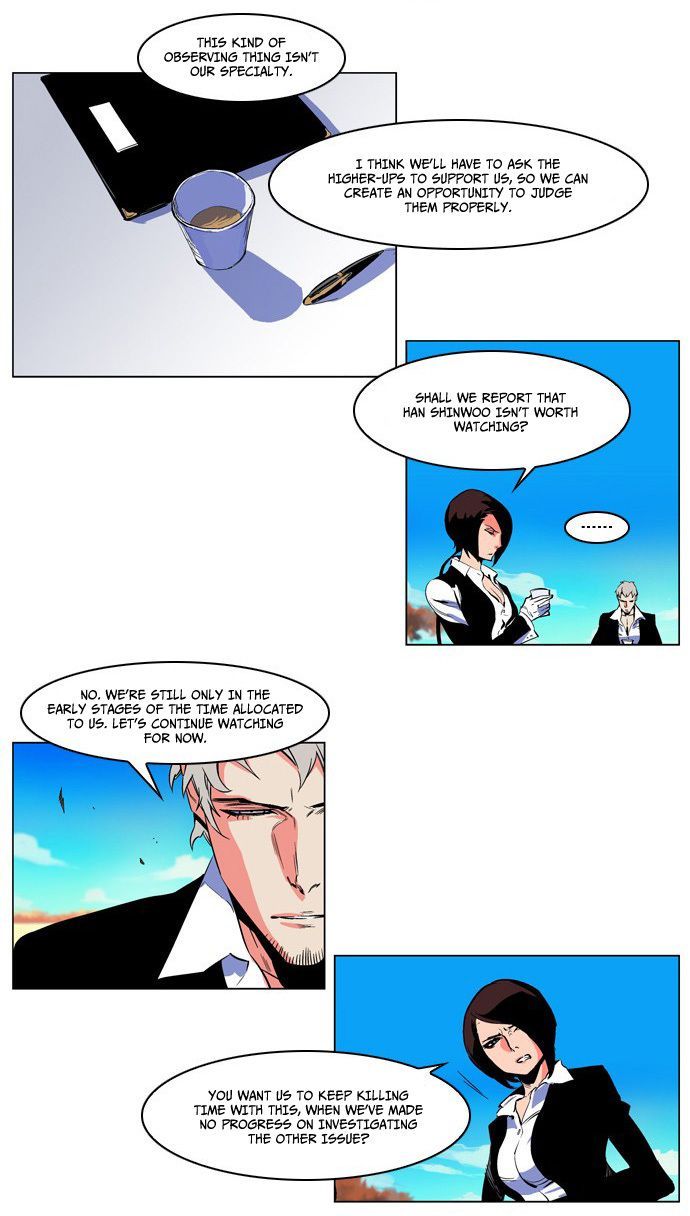 THIS KIND OF
OBSERVING THING ISN'T
OUR SPECIALTY.
I THINK WE'LL HAVE TO ASK THE
HIGHER-UPS TO SUPPORT US, SO WE CAN
CREATE AN OPPORTUNITY TO JUDGE
THEM PROPERLY.
SHALL WE REPORT THAT
HAN SHINWOO ISN'T WORTH
WATCHING?
------
NO. WE'RE STILL ONLY IN THE
EARLY STAGES OF THE TIME ALLOCATED
TO US. LET'S CONTINUE WATCHING
FOR NOW.
YOU WANT US TO KEEP KILLING
TIME WITH THIS, WHEN WE'VE MADE
NO PROGRESS ON INVESTIGATING
THE OTHER ISSUE?